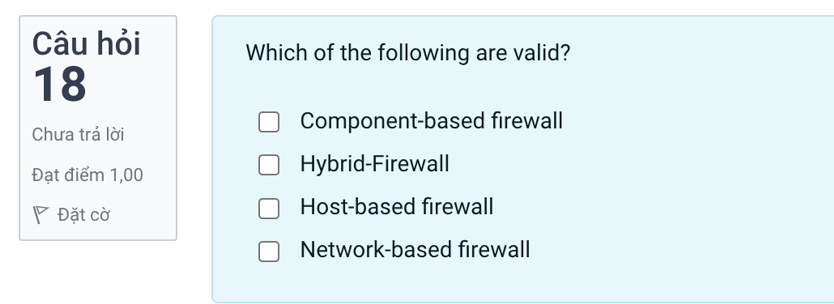 Câu hỏi
18
Chưa trả lời
Đạt điểm 1,00
Đặt cờ
Which of the following are valid?
Component-based firewall
Hybrid-Firewall
Host-based firewall
Network-based firewall